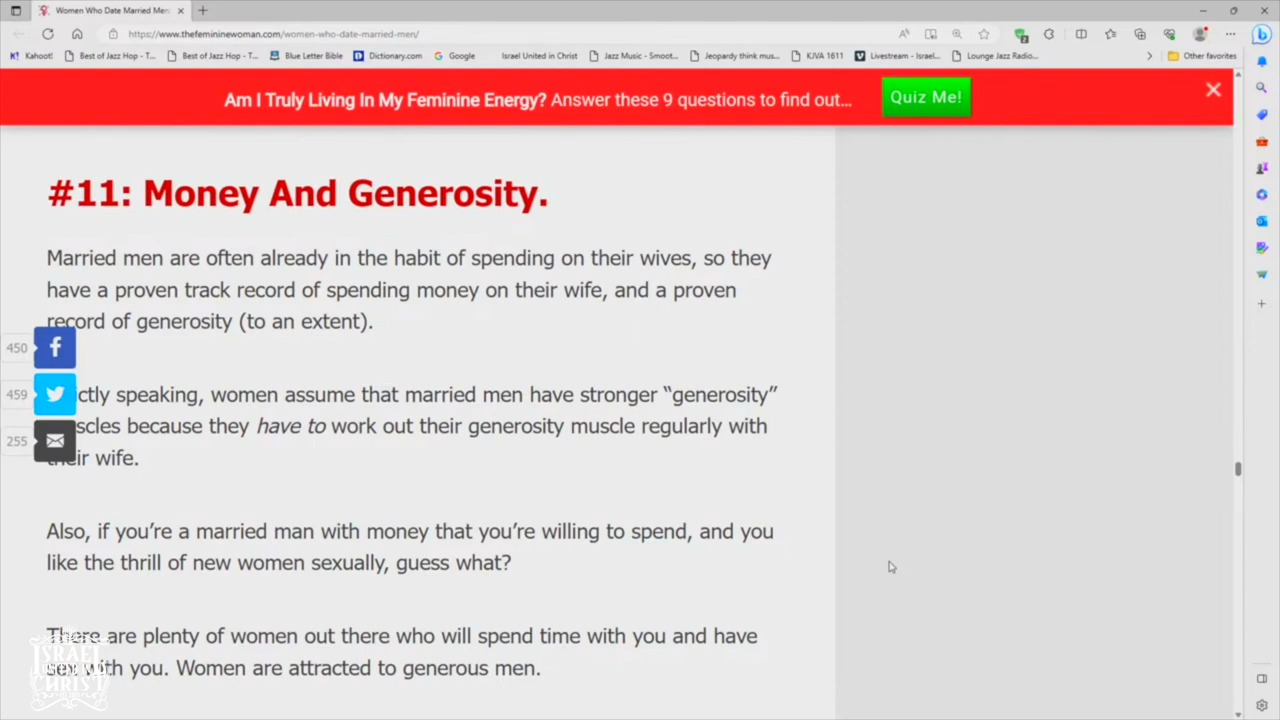 Women Who Date Married Men
https://www.thefemininewoman.com/women-who-date-married-men/
Kahoot!
Best of Jazz Hop - T...
Best of Jazz Hop - T...
Blue Letter Bible
Dictionary.com
Google
Israel United in Christ
Jazz Music - Smoot...
Jeopardy think mus...
KJVA 1611
Livestream - Israel...
Lounge Jazz Radio...
Other favorites
Am I Truly Living In My Feminine Energy? Answer these 9 questions to find out...
Quiz Me!
#11: Money And Generosity.
Married men are often already in the habit of spending on their wives, so they
have a proven track record of spending money on their wife, and a proven
record of generosity (to an extent).
450
ictly speaking, women assume that married men have stronger “generosity”
459
scles because they have to work out their generosity muscle regularly with
255
their wife.
Also, if you’re a married man with money that you’re willing to spend, and you
like the thrill of new women sexually, guess what?
There are plenty of women out there who will spend time with you and have
sex with you. Women are attracted to generous men.
ISRAEL
CHRIST